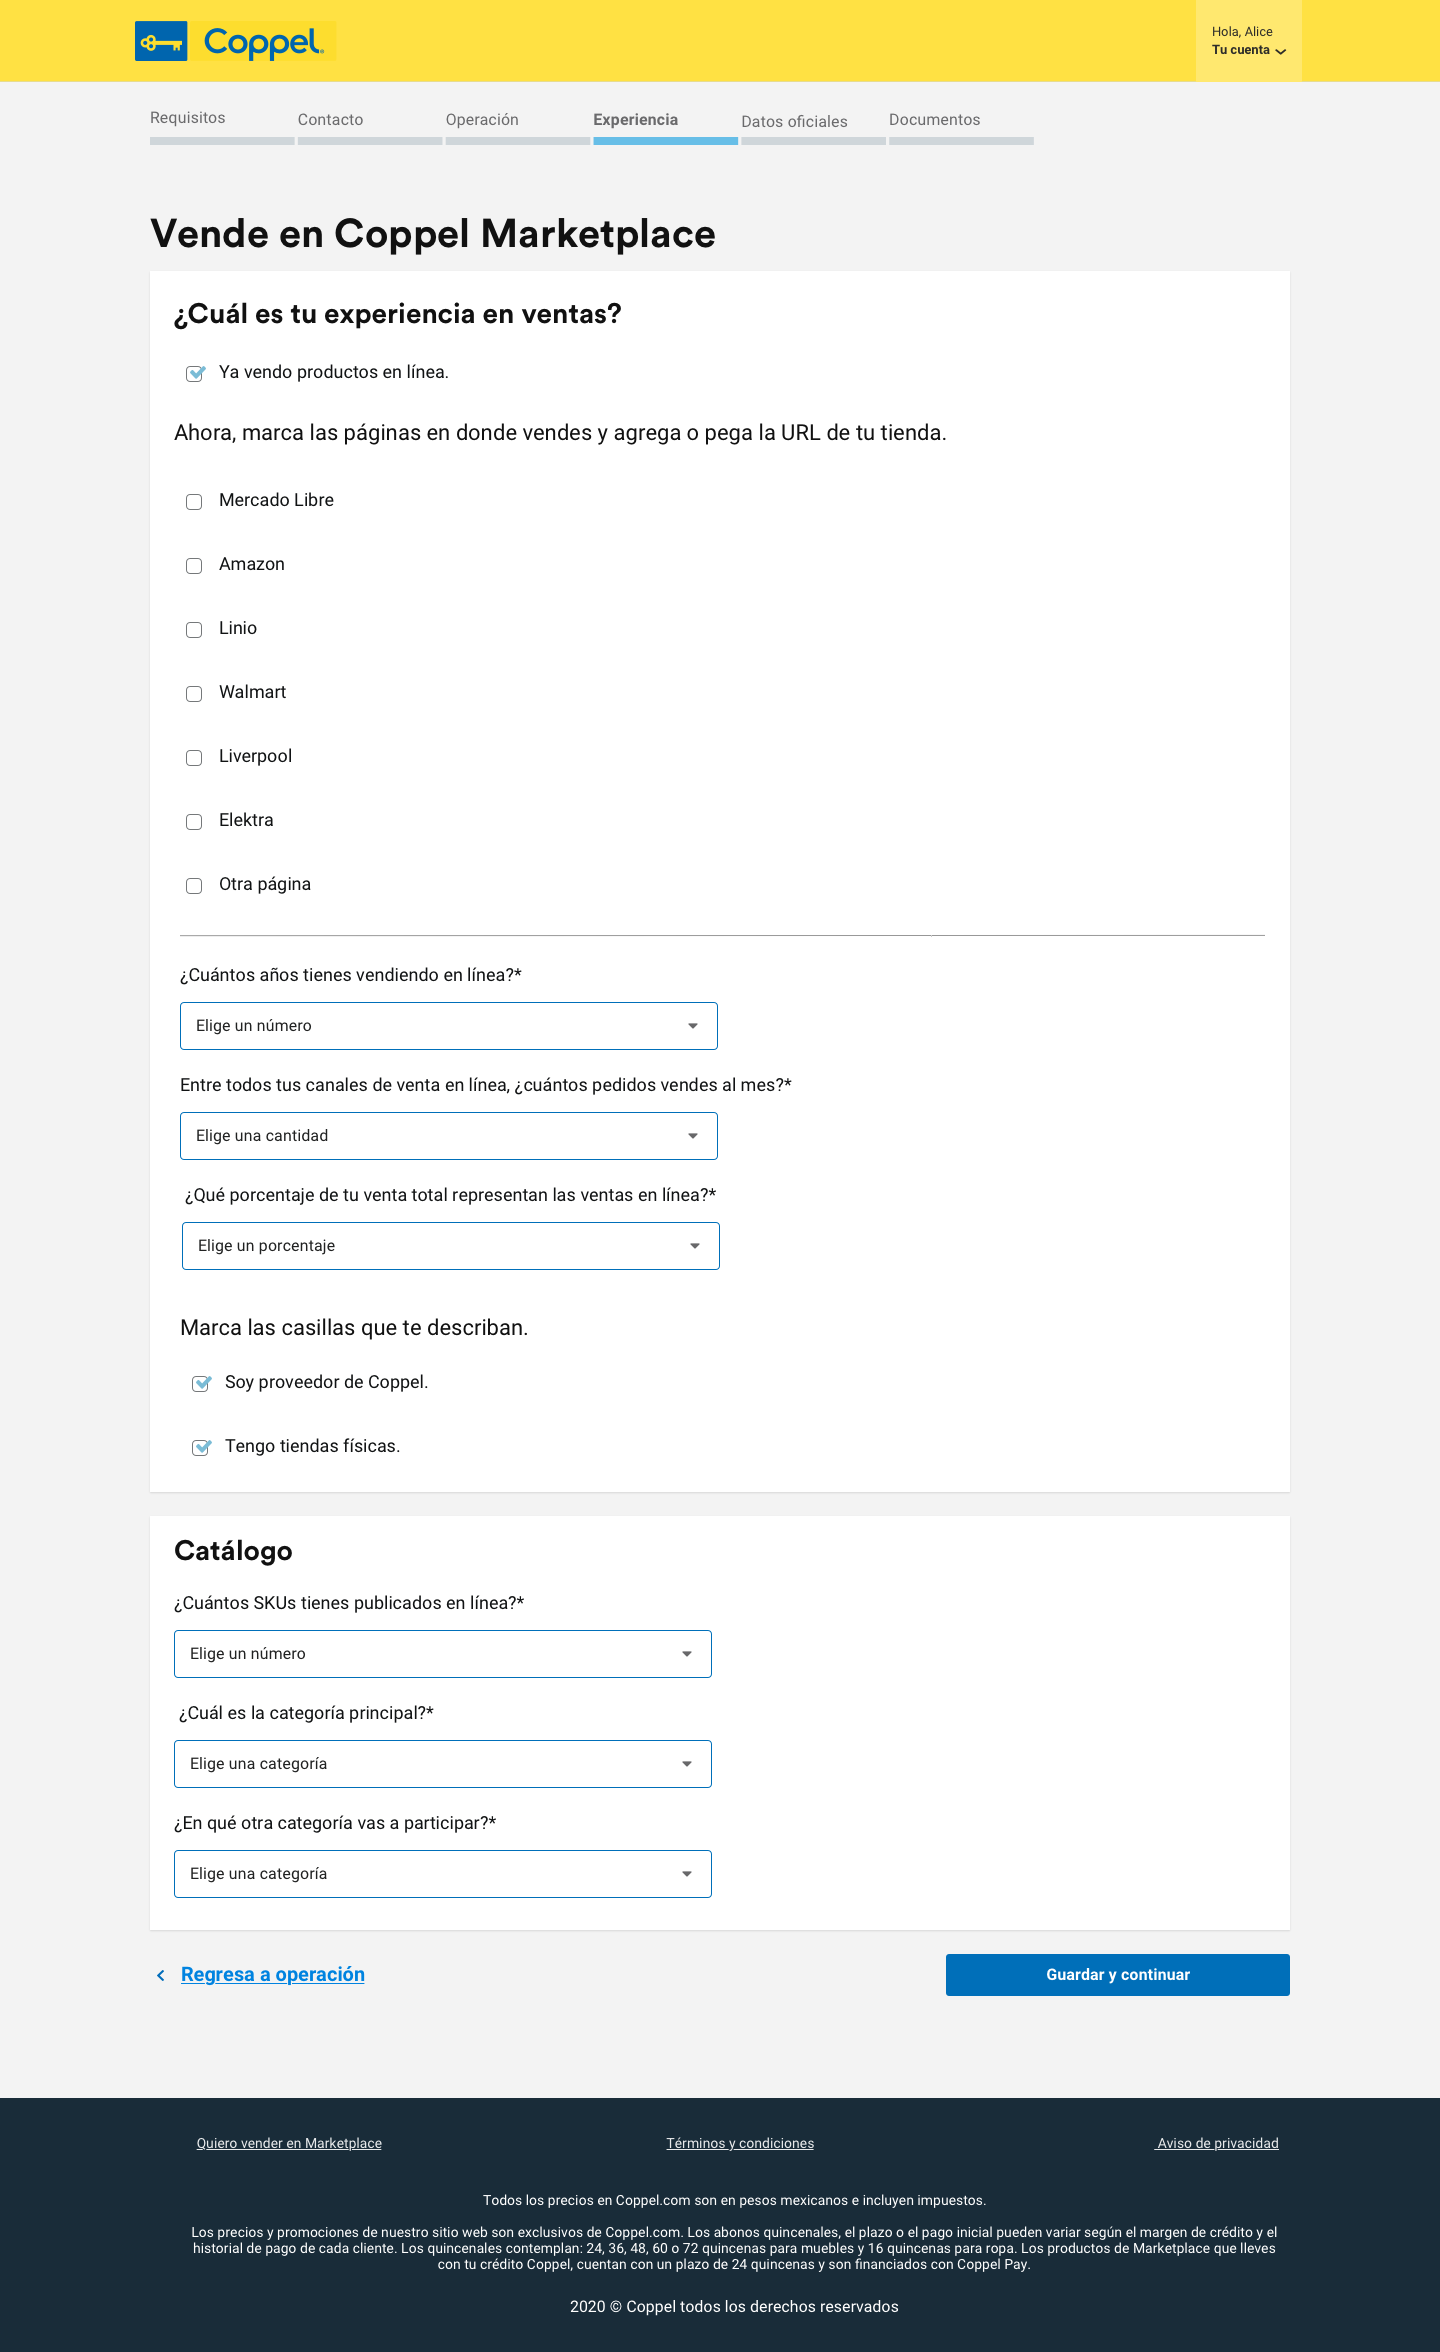 Coppel
Hola, Alice
Tu cuenta
Requisitos
Contacto
Operación
Experiencia
Datos oficiales
Documentos
Vende en Coppel Marketplace
¿Cuál es tu experiencia en ventas?
Ya vendo productos en línea.
Ahora, marca las páginas en donde vendes y agrega o pega la URL de tu tienda.
Mercado Libre
Amazon
Linio
Walmart
Liverpool
Elektra
Otra página
¿Cuántos años tienes vendiendo en línea?*
Elige un número
Entre todos tus canales de venta en línea, ¿cuántos pedidos vendes al mes?*
Elige una cantidad
¿Qué porcentaje de tu venta total representan las ventas en línea?*
Elige un porcentaje
Marca las casillas que te describan.
Soy proveedor de Coppel.
Tengo tiendas físicas.
Catálogo
¿Cuántos SKUs tienes publicados en línea?*
Elige un número
¿Cuál es la categoría principal?*
Elige una categoría
¿En qué otra categoría vas a participar?*
Elige una categoría
Regresa a operación
Guardar y continuar
Quiero vender en Marketplace
Términos y condiciones
Aviso de privacidad
Todos los precios en Coppel.com son en pesos mexicanos e incluyen impuestos.
Los precios y promociones de nuestro sitio web son exclusivos de Coppel.com. Los abonos quincenales, el plazo o el pago inicial pueden variar según el margen de crédito y el
historial de pago de cada cliente. Los quincenales contemplan: 24, 36, 48, 60 o 72 quincenas para muebles y 16 quincenas para ropa. Los productos de Marketplace que lleves
con tu crédito Coppel, cuentan con un plazo de 24 quincenas y son financiados con Coppel Pay.
2020 © Coppel todos los derechos reservados